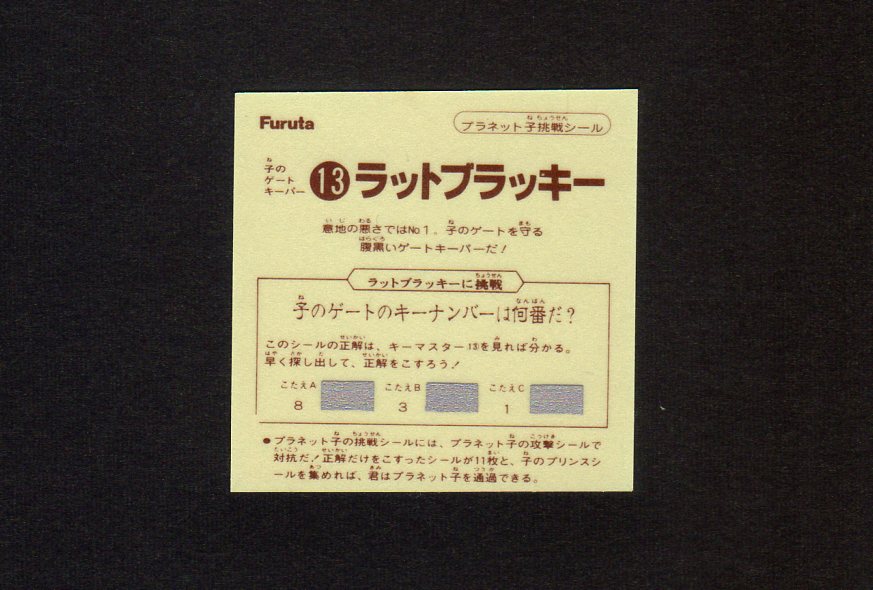 Furuta
プラネット子挑戦シール
子の
ゲート
キーパー
⑬ラットブラッキー
意地の悪さではNo1。子のゲートを守る
腹黒いゲートキーパーだ!
ラットブラッキーに挑戦
子のゲートのキーナンバーは何番だ?
このシールの正解は、キーマスター⑬を見れば分かる。
早く探し出して、正解をこすろう!
こたえA こたえB こたえC
8 3 1
●プラネット子の挑戦シールには、プラネット子の攻撃シールで
対抗だ!正解だけをこすったシールが11枚と、子のプリンスシ
ールを集めれば、君はプラネット子を通過できる。